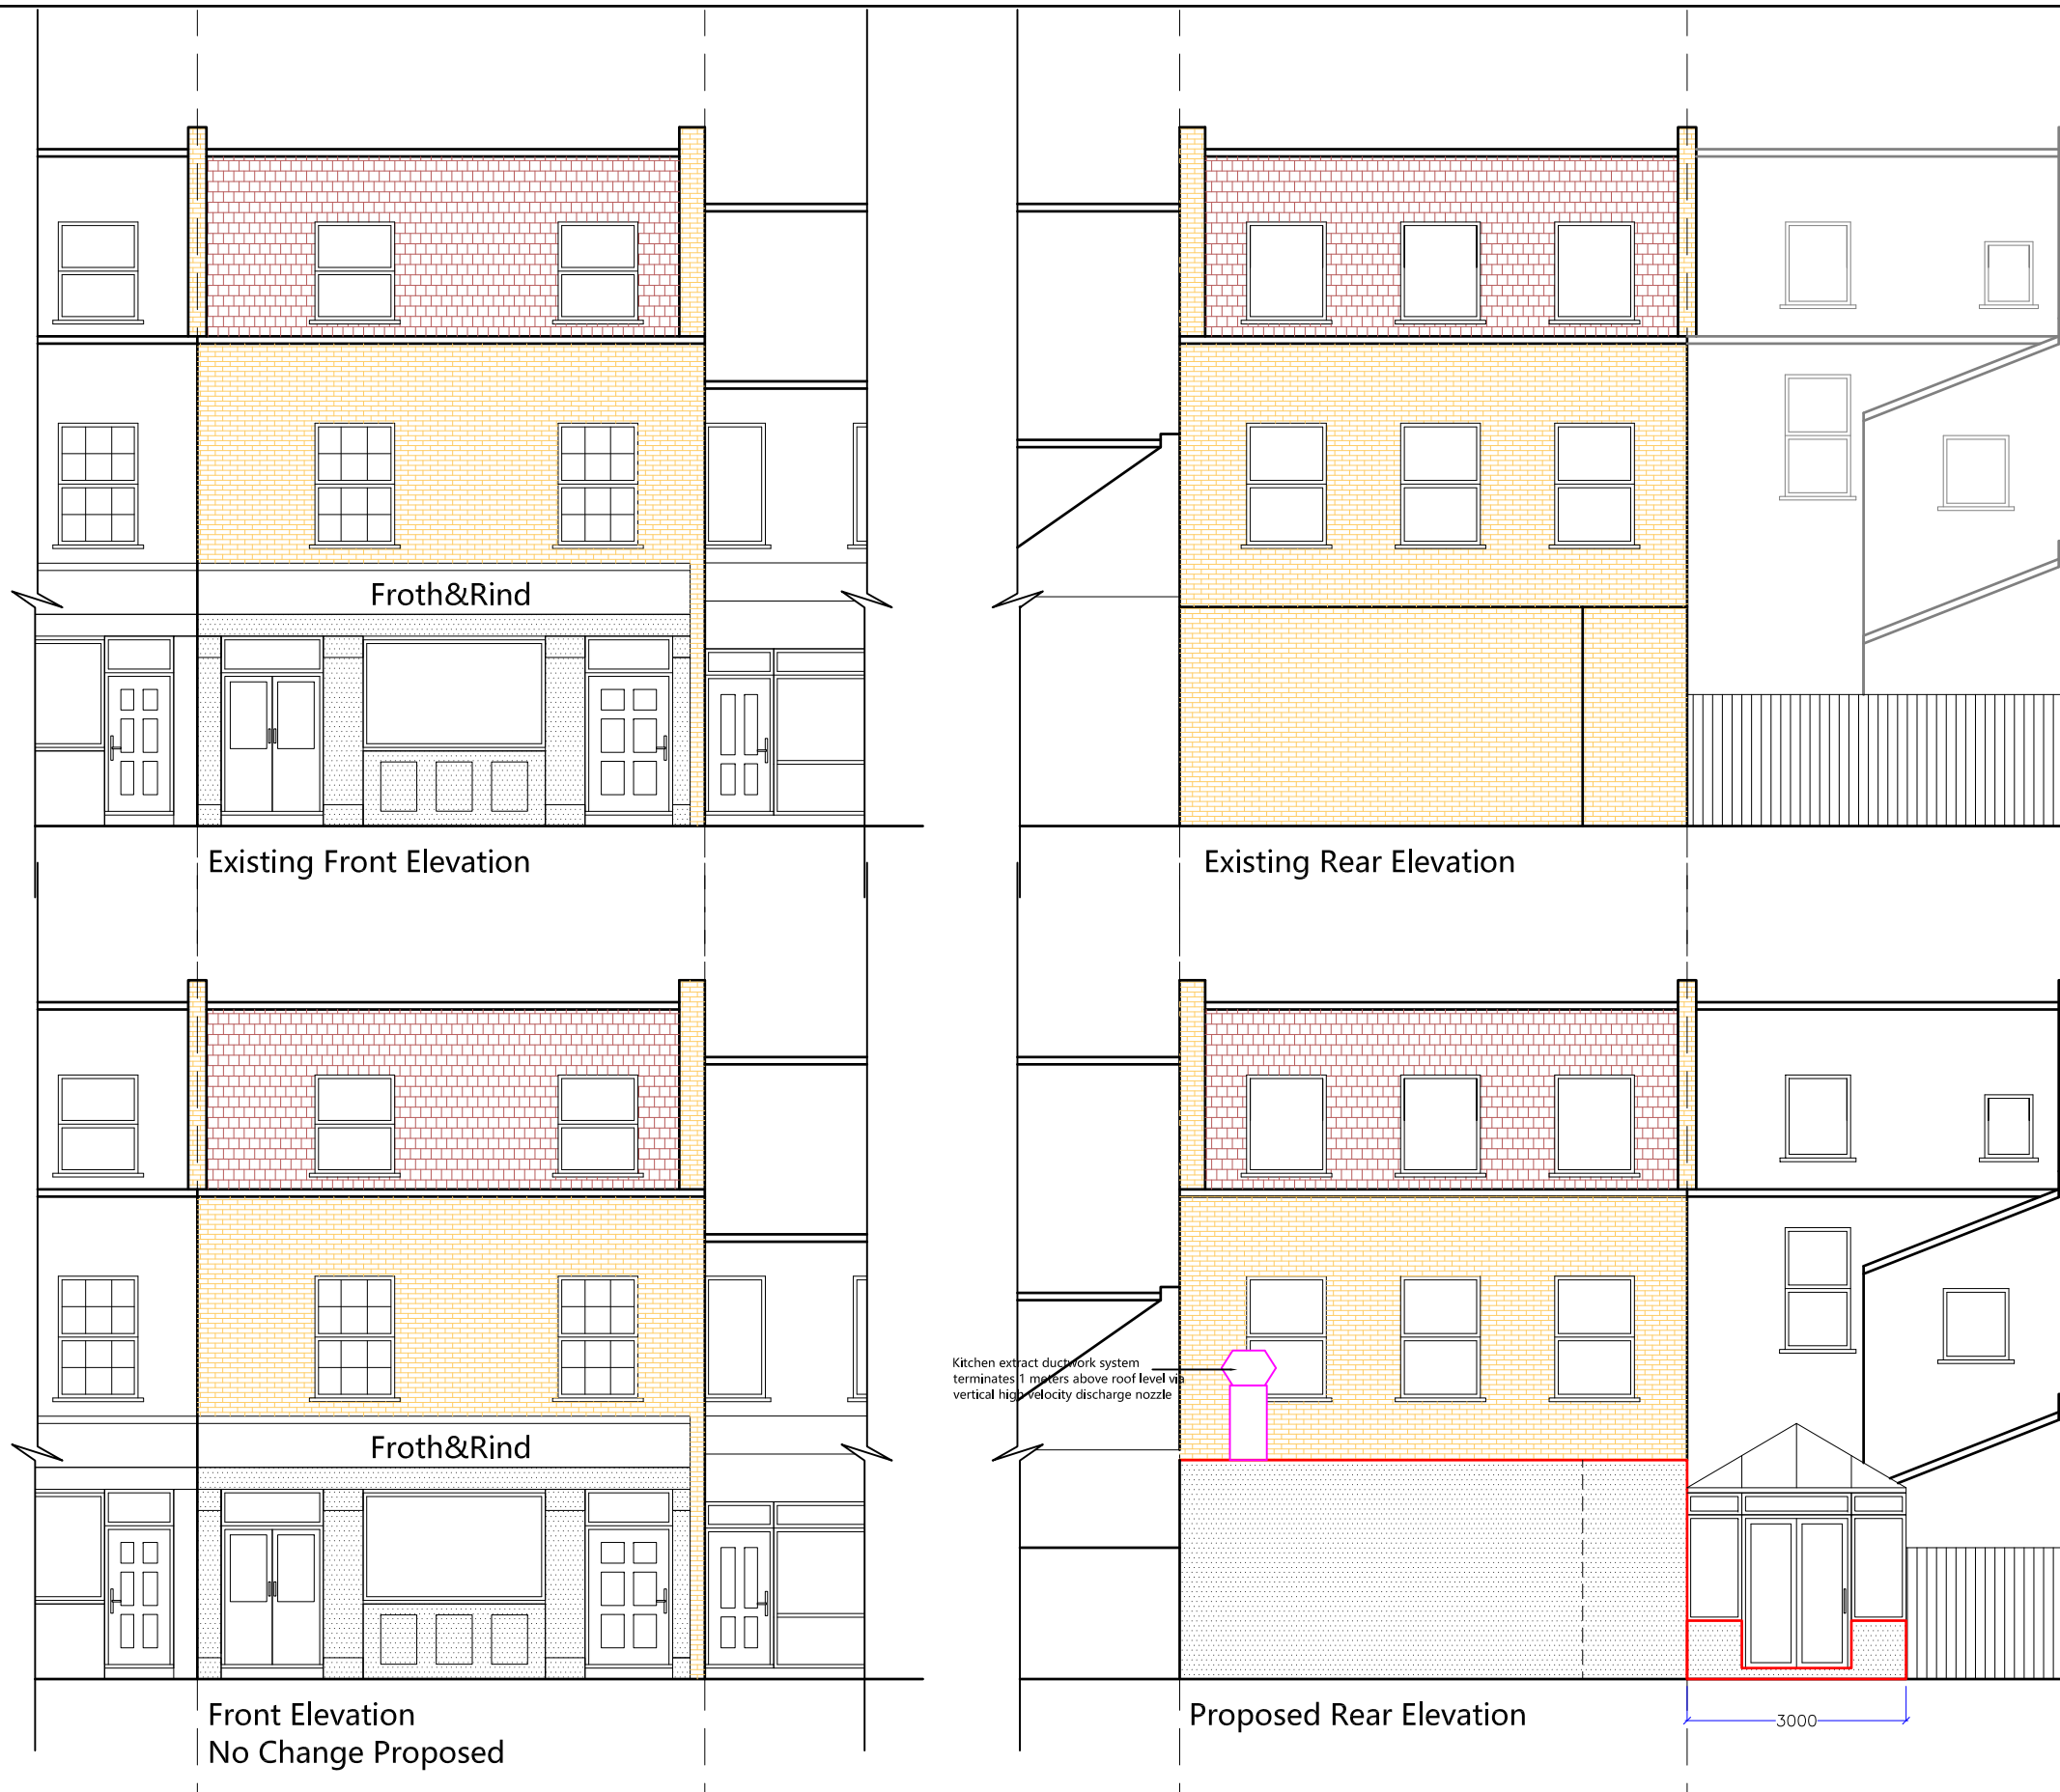 Froth&Rind
Existing Front Elevation
Existing Rear Elevation
Kitchen extract ductwork system
terminates 1 meters above roof level via
vertical high velocity discharge nozzle
Froth&Rind
Front Elevation
No Change Proposed
Proposed Rear Elevation
3000